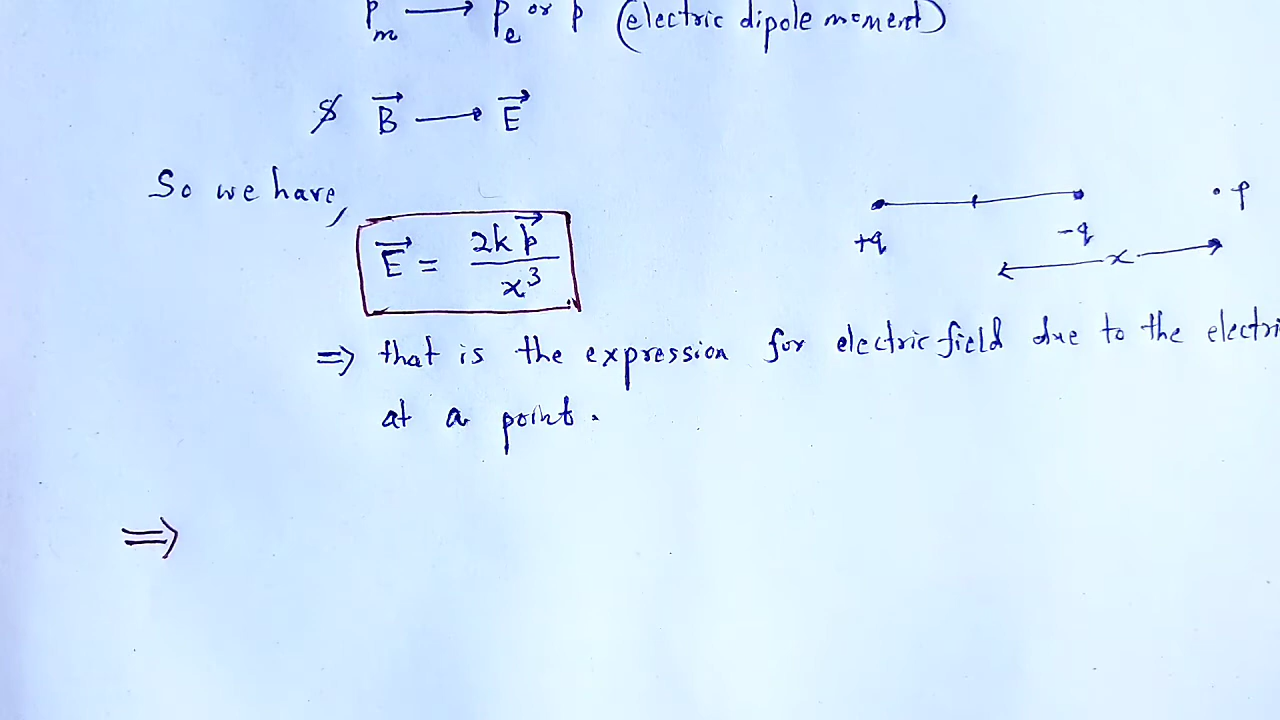 Pm ⟶ Pe or p (electric dipole moment)
B⃗ ⟶ E⃗
So we have,
E⃗ = 2kp⃗ / x³
+q -q · p
x
⇒ that is the expression for electric field due to the electri
at a point.
⇒